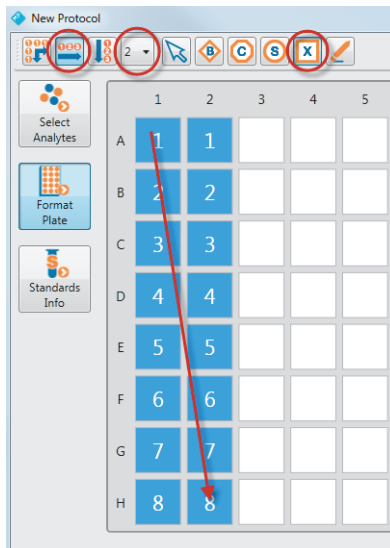 New Protocol
2 B C S X
Select
Analytes
Format
Plate
S
Standards
Info
1 2 3 4 5
A 1 1
B 2 2
C 3 3
D 4 4
E 5 5
F 6 6
G 7 7
H 8 8